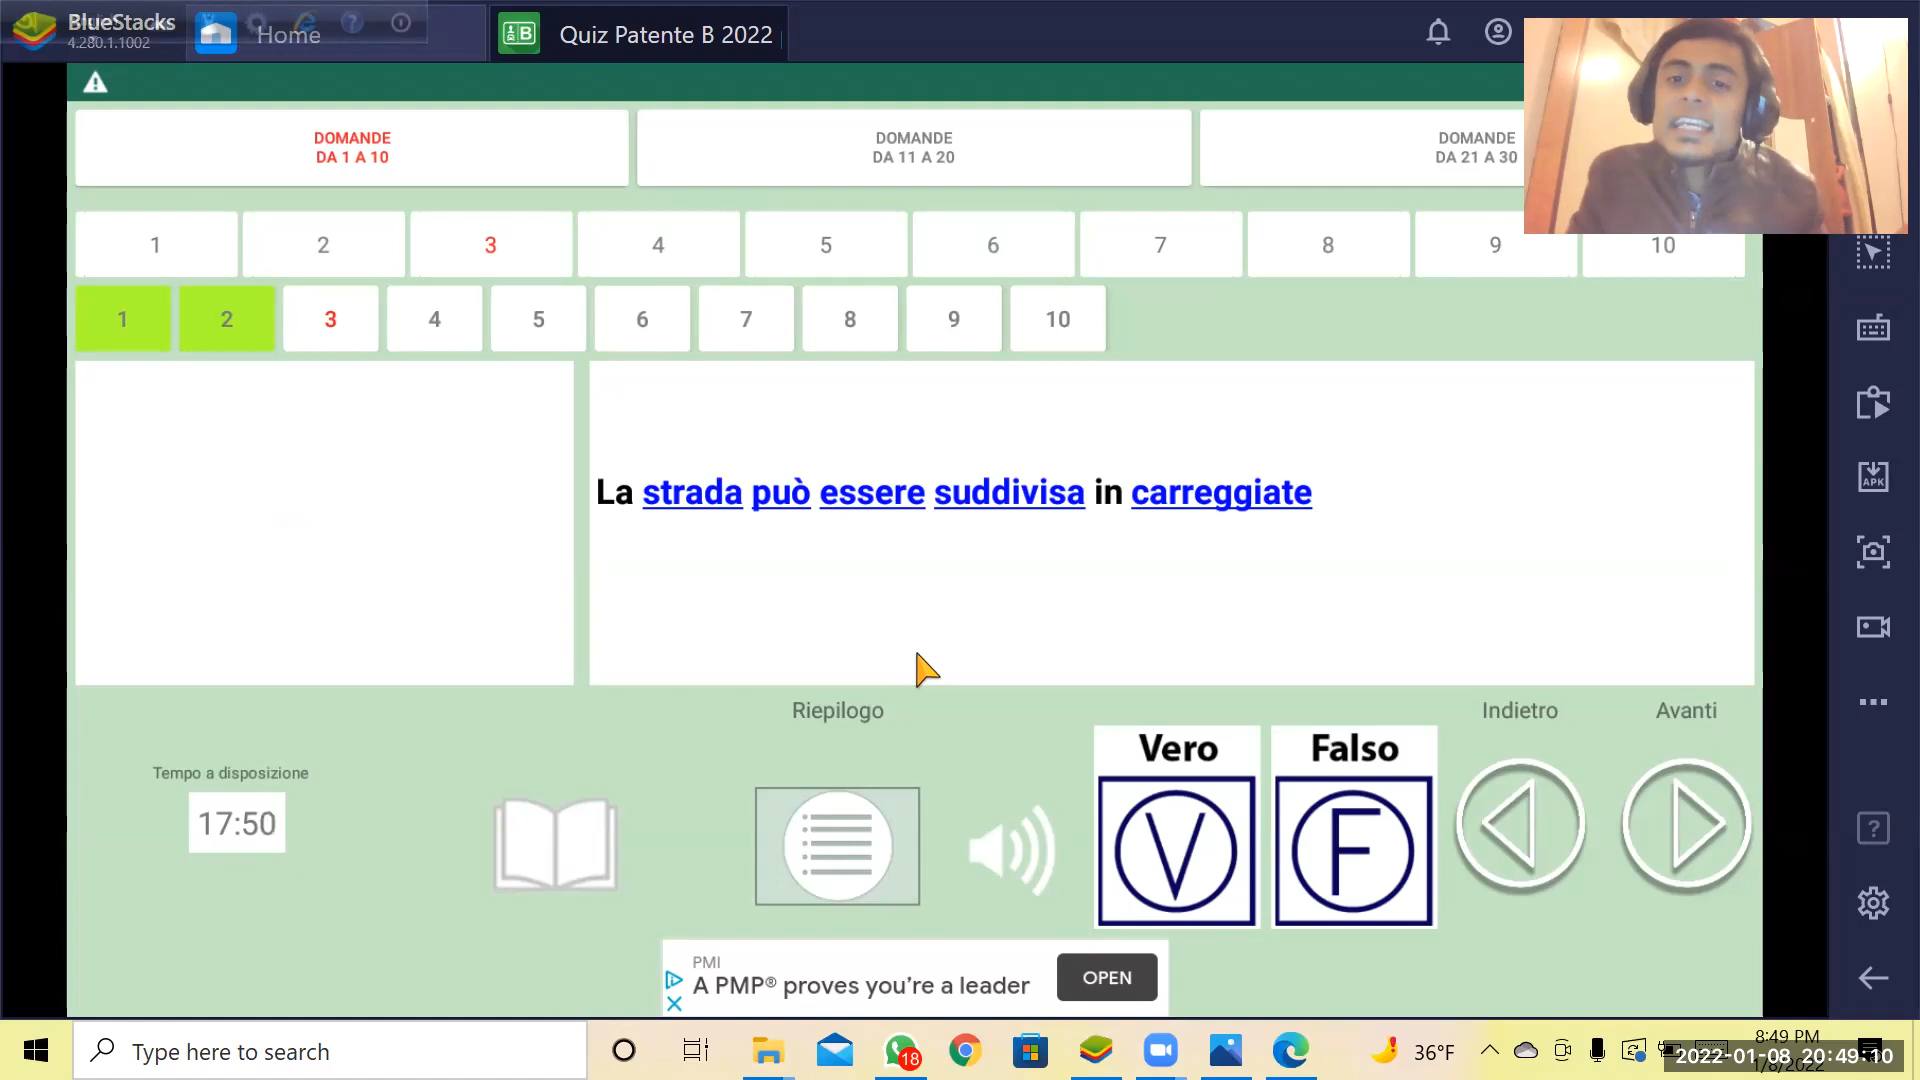 BlueStacks
4.280.1.1002
Home
Quiz Patente B 2022
DOMANDE
DA 1 A 10
DOMANDE
DA 11 A 20
DOMANDE
DA 21 A 30
1 2 3 4 5 6 7 8 9 10
1 2 3 4 5 6 7 8 9 10
La strada può essere suddivisa in carreggiate
Riepilogo
Indietro
Avanti
Vero
Falso
V
F
Tempo a disposizione
17:50
PMI
A PMP® proves you're a leader
OPEN
APK
Type here to search
18
36°F
8:49 PM
1/8/2022
2022-01-08 20:49:10